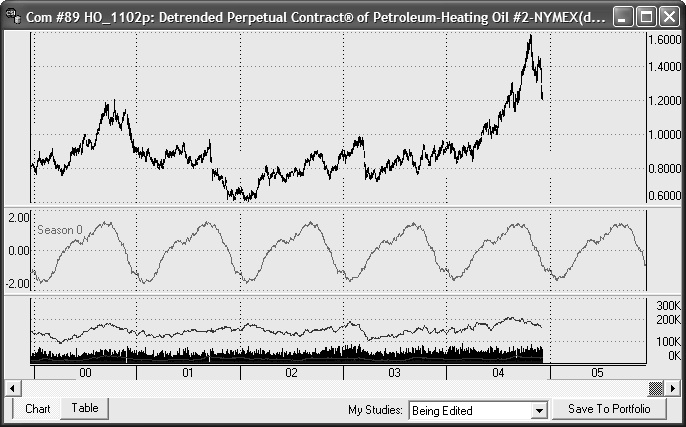 CSI Com #89 HO_1102p: Detrended Perpetual Contract® of Petroleum-Heating Oil #2-NYMEX(d...
1.6000
1.4000
1.2000
1.0000
0.8000
0.6000
2.00
Season 0
0.00
-2.00
300K
200K
100K
0K
00 01 02 03 04 05
Chart Table My Studies: Being Edited Save To Portfolio